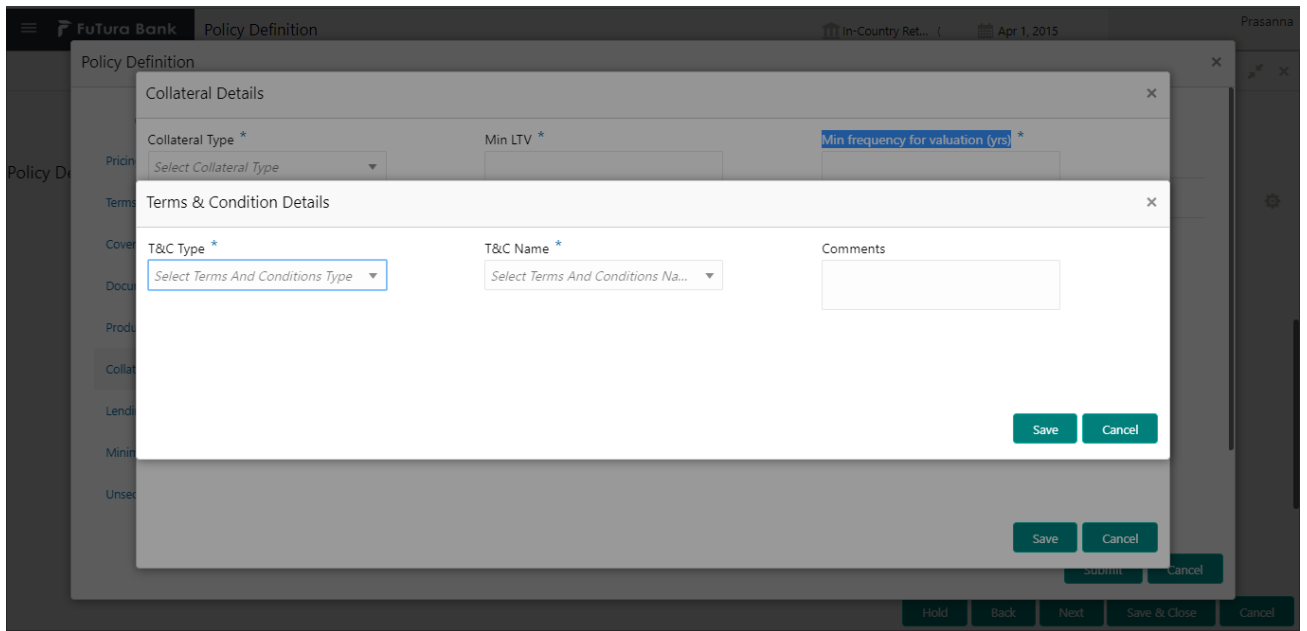 FuTura Bank
Policy Definition
In-Country Ret... (
Apr 1, 2015
Prasanna
Policy Definition
Collateral Details
Collateral Type *
Min LTV *
Min frequency for valuation (yrs) *
Select Collateral Type
Policy De
Pricin
Terms
Cover
Docu
Produ
Collat
Lendi
Minim
Unsec
Terms & Condition Details
T&C Type *
T&C Name *
Comments
Select Terms And Conditions Type
Select Terms And Conditions Na...
Save
Cancel
Save
Cancel
Submit
Cancel
Hold
Back
Next
Save & Close
Cancel